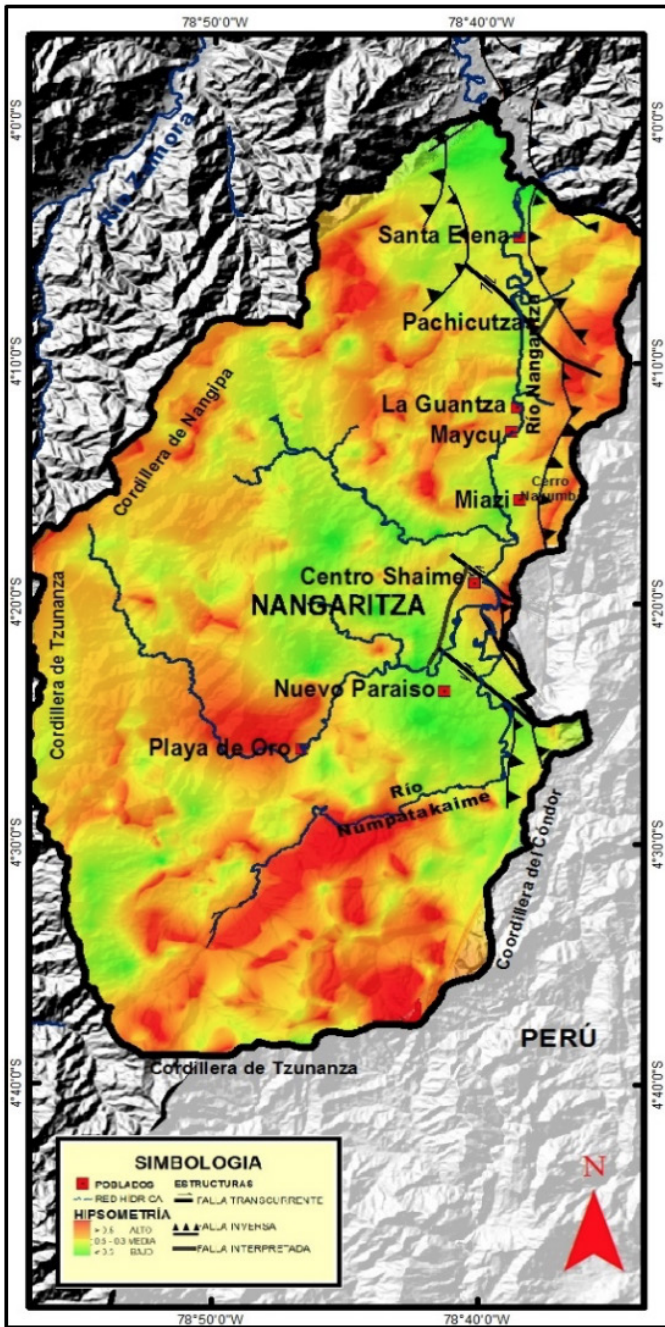 78°50'0"W
78°40'0"W
4°0'0"S
4°0'0"S
Río Zamora
Santa Elena
Pachicutza
Río Nangaritza
4°10'0"S
4°10'0"S
La Guantza
Maycu
Cordillera de Nangipa
Cerro
Miazi
Centro Shaime
4°20'0"S
4°20'0"S
NANGARITZA
Cordillera de Tzunanza
Nuevo Paraiso
Playa de Oro
Río
Numpatakaime
4°30'0"S
4°30'0"S
Coordillera del Cóndor
PERÚ
Cordillera de Tzunanza
4°40'0"S
4°40'0"S
SIMBOLOGIA
POBLADOS
ESTRUCTURAS
RED HIDRICA
FALLA TRANSCURRENTE
HIPSOMETRÍA
ALTO
FALLA INVERSA
MEDIA
BAJO
FALLA INTERPRETADA
N
78°50'0"W
78°40'0"W